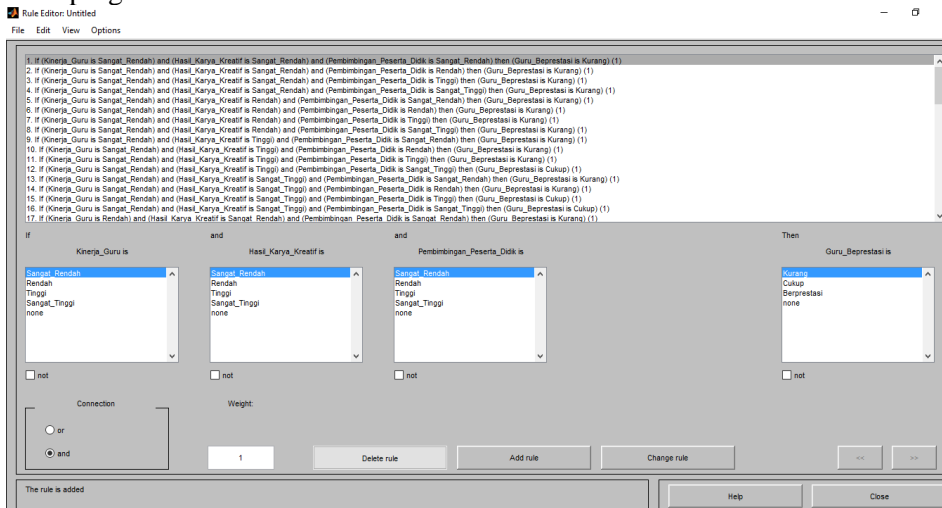 Rule Editor: Untitled
File Edit View Options
1. If (Kinerja_Guru is Sangat_Rendah) and (Hasil_Karya_Kreatif is Sangat_Rendah) and (Pembimbingan_Peserta_Didik is Sangat_Rendah) then (Guru_Beprestasi is Kurang) (1)
2. If (Kinerja_Guru is Sangat_Rendah) and (Hasil_Karya_Kreatif is Sangat_Rendah) and (Pembimbingan_Peserta_Didik is Rendah) then (Guru_Beprestasi is Kurang) (1)
3. If (Kinerja_Guru is Sangat_Rendah) and (Hasil_Karya_Kreatif is Sangat_Rendah) and (Pembimbingan_Peserta_Didik is Tinggi) then (Guru_Beprestasi is Kurang) (1)
4. If (Kinerja_Guru is Sangat_Rendah) and (Hasil_Karya_Kreatif is Sangat_Rendah) and (Pembimbingan_Peserta_Didik is Sangat_Tinggi) then (Guru_Beprestasi is Kurang) (1)
5. If (Kinerja_Guru is Sangat_Rendah) and (Hasil_Karya_Kreatif is Rendah) and (Pembimbingan_Peserta_Didik is Sangat_Rendah) then (Guru_Beprestasi is Kurang) (1)
6. If (Kinerja_Guru is Sangat_Rendah) and (Hasil_Karya_Kreatif is Rendah) and (Pembimbingan_Peserta_Didik is Rendah) then (Guru_Beprestasi is Kurang) (1)
7. If (Kinerja_Guru is Sangat_Rendah) and (Hasil_Karya_Kreatif is Rendah) and (Pembimbingan_Peserta_Didik is Tinggi) then (Guru_Beprestasi is Kurang) (1)
8. If (Kinerja_Guru is Sangat_Rendah) and (Hasil_Karya_Kreatif is Rendah) and (Pembimbingan_Peserta_Didik is Sangat_Tinggi) then (Guru_Beprestasi is Kurang) (1)
9. If (Kinerja_Guru is Sangat_Rendah) and (Hasil_Karya_Kreatif is Tinggi) and (Pembimbingan_Peserta_Didik is Sangat_Rendah) then (Guru_Beprestasi is Kurang) (1)
10. If (Kinerja_Guru is Sangat_Rendah) and (Hasil_Karya_Kreatif is Tinggi) and (Pembimbingan_Peserta_Didik is Rendah) then (Guru_Beprestasi is Kurang) (1)
11. If (Kinerja_Guru is Sangat_Rendah) and (Hasil_Karya_Kreatif is Tinggi) and (Pembimbingan_Peserta_Didik is Tinggi) then (Guru_Beprestasi is Kurang) (1)
12. If (Kinerja_Guru is Sangat_Rendah) and (Hasil_Karya_Kreatif is Tinggi) and (Pembimbingan_Peserta_Didik is Sangat_Tinggi) then (Guru_Beprestasi is Cukup) (1)
13. If (Kinerja_Guru is Sangat_Rendah) and (Hasil_Karya_Kreatif is Sangat_Tinggi) and (Pembimbingan_Peserta_Didik is Sangat_Rendah) then (Guru_Beprestasi is Kurang) (1)
14. If (Kinerja_Guru is Sangat_Rendah) and (Hasil_Karya_Kreatif is Sangat_Tinggi) and (Pembimbingan_Peserta_Didik is Rendah) then (Guru_Beprestasi is Kurang) (1)
15. If (Kinerja_Guru is Sangat_Rendah) and (Hasil_Karya_Kreatif is Sangat_Tinggi) and (Pembimbingan_Peserta_Didik is Tinggi) then (Guru_Beprestasi is Cukup) (1)
16. If (Kinerja_Guru is Sangat_Rendah) and (Hasil_Karya_Kreatif is Sangat_Tinggi) and (Pembimbingan_Peserta_Didik is Sangat_Tinggi) then (Guru_Beprestasi is Cukup) (1)
17. If (Kinerja_Guru is Rendah) and (Hasil_Karya_Kreatif is Sangat_Rendah) and (Pembimbingan_Peserta_Didik is Sangat_Rendah) then (Guru_Beprestasi is Kurang) (1)
If and and Then
Kinerja_Guru is Hasil_Karya_Kreatif is Pembimbingan_Peserta_Didik is Guru_Beprestasi is
Sangat_Rendah Sangat_Rendah Sangat_Rendah Kurang
Rendah Rendah Rendah Cukup
Tinggi Tinggi Tinggi Berprestasi
Sangat_Tinggi Sangat_Tinggi Sangat_Tinggi none
none none none
not not not not
Connection Weight:
or
and 1 Delete rule Add rule Change rule << >>
The rule is added Help Close